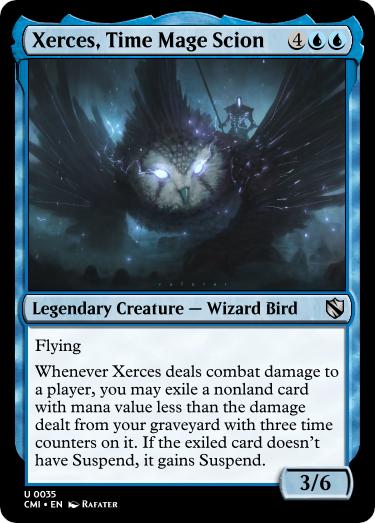 Xerces, Time Mage Scion 4
rafater
Legendary Creature — Wizard Bird
Flying
Whenever Xerces deals combat damage to
a player, you may exile a nonland card
with mana value less than the damage
dealt from your graveyard with three time
counters on it. If the exiled card doesn't
have Suspend, it gains Suspend.
3/6
U 0035
CMI • EN Rafater